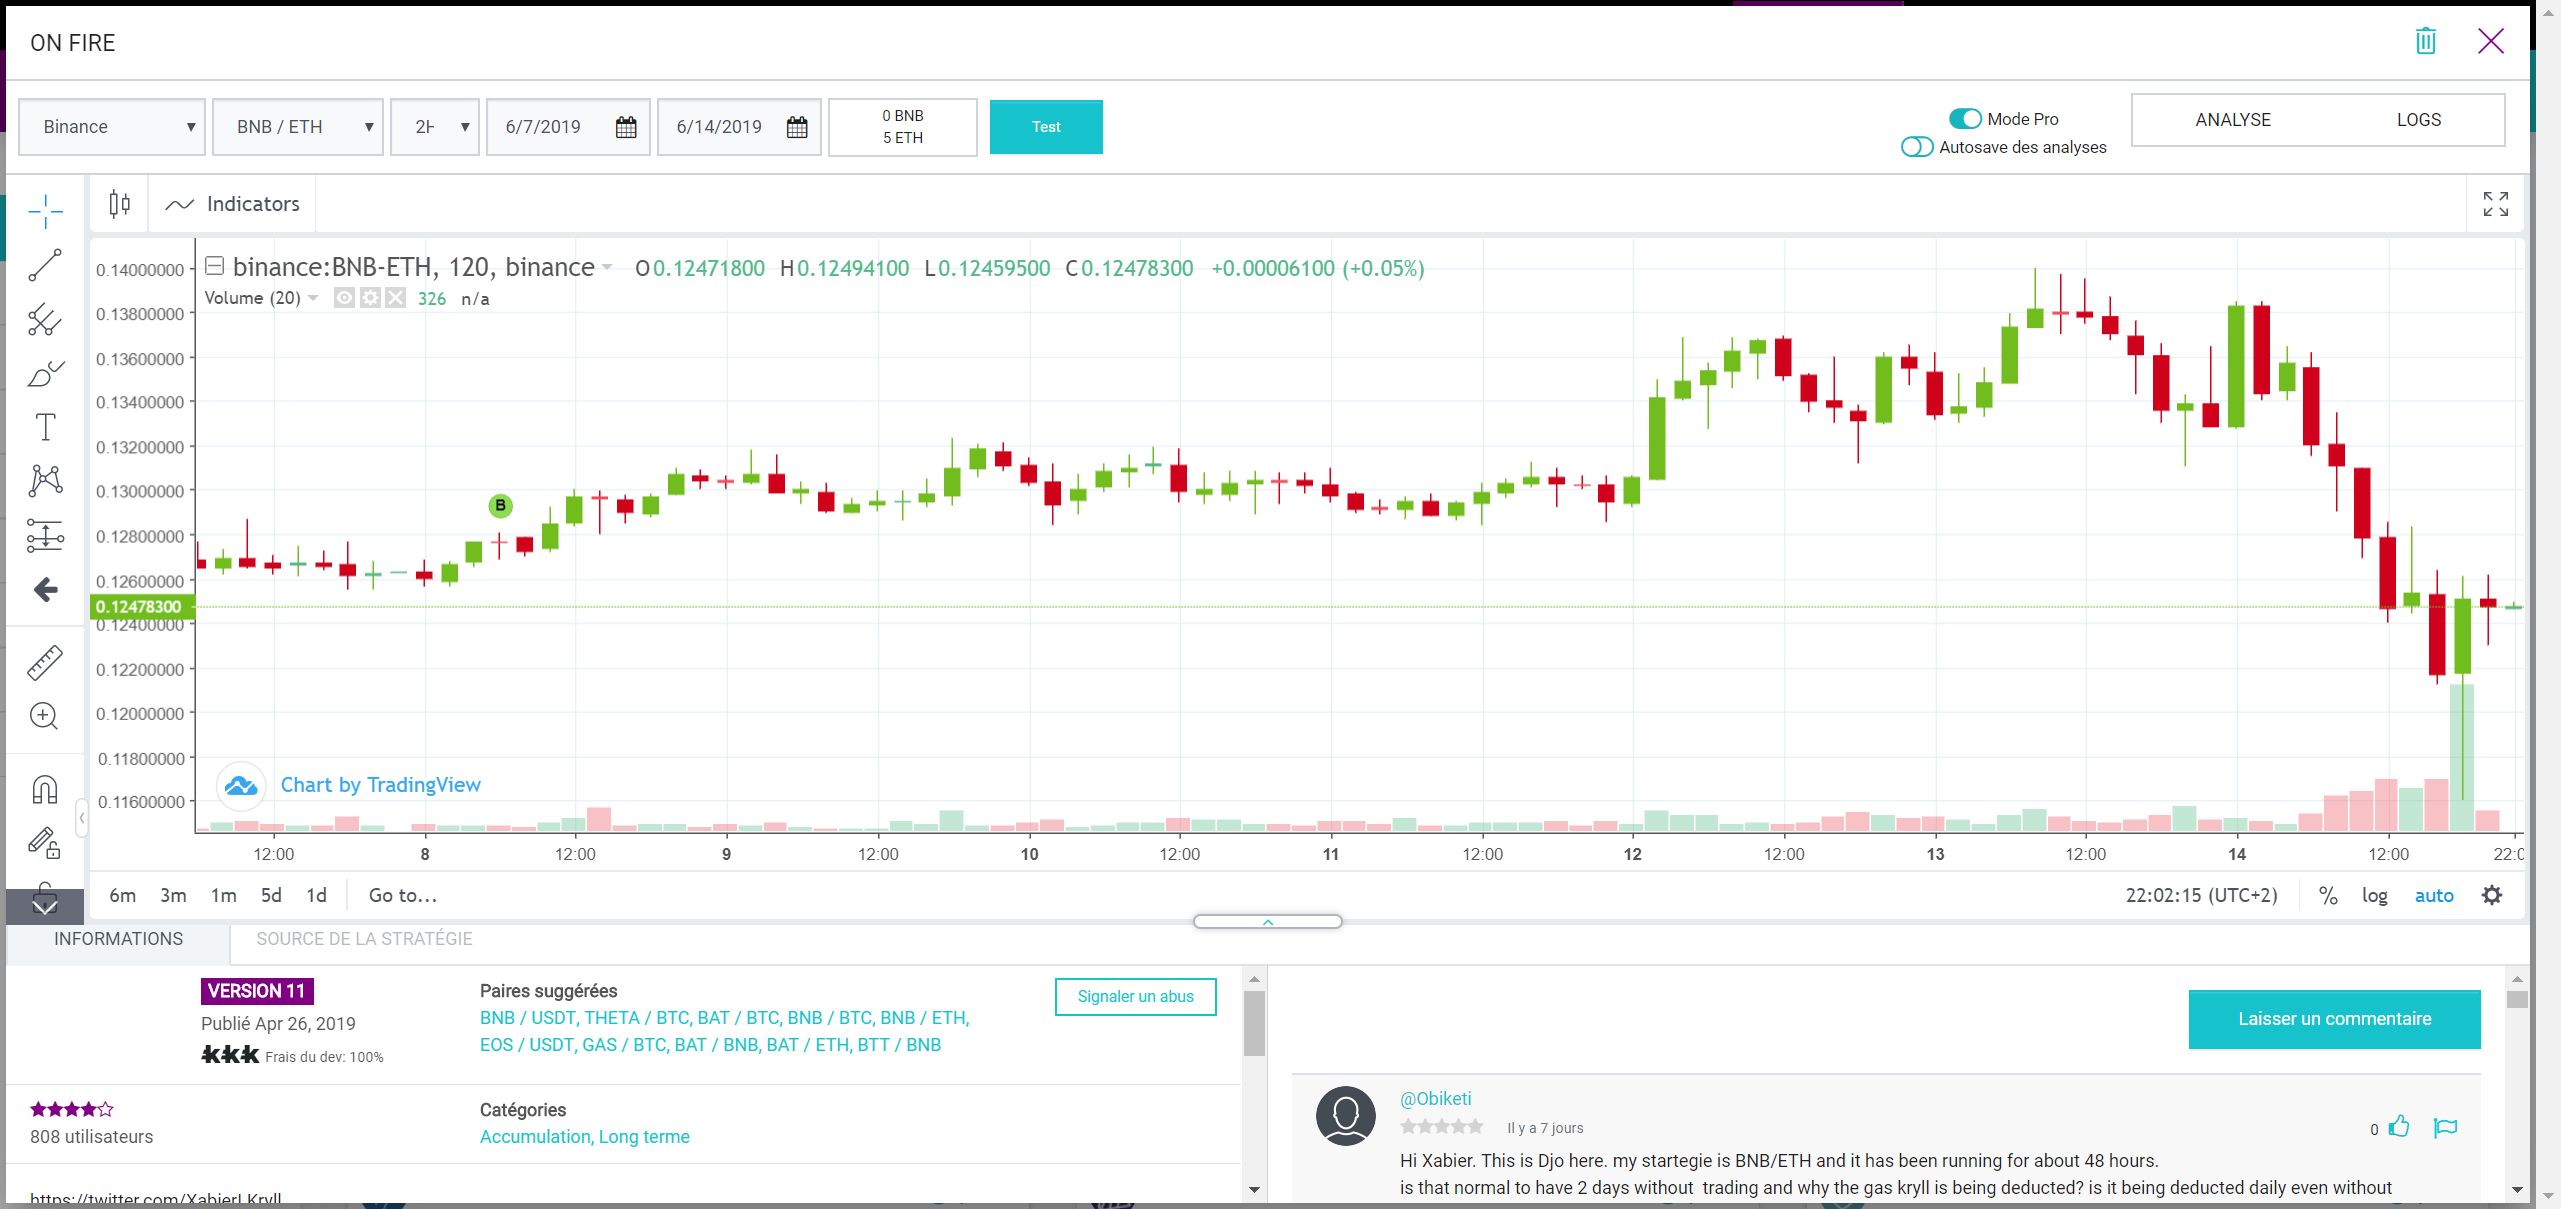 ON FIRE
Binance
BNB / ETH
6/7/2019
6/14/2019
0 BNB
5 ETH
Test
Mode Pro
Autosave des analyses
ANALYSE
LOGS
Indicators
binance:BNB-ETH, 120, binance
O 0.12471800 H 0.12494100 L 0.12459500 C 0.12478300 +0.00006100 (+0.05%)
Volume (20) 326 n/a
0.14000000
0.13800000
0.13600000
0.13400000
0.13200000
0.13000000
0.12800000
0.12600000
0.12478300
0.12400000
0.12200000
0.12000000
0.11800000
0.11600000
B
Chart by TradingView
12:00 8 12:00 9 12:00 10 12:00 11 12:00 12 12:00 13 12:00 14 12:00
6m 3m 1m 5d 1d Go to...
22:02:15 (UTC+2) % log auto
INFORMATIONS
SOURCE DE LA STRATÉGIE
VERSION 11
Publié Apr 26, 2019
kkk Frais du dev: 100%
Paires suggérées
BNB / USDT, THETA / BTC, BAT / BTC, BNB / BTC, BNB / ETH,
EOS / USDT, GAS / BTC, BAT / BNB, BAT / ETH, BTT / BNB
Signaler un abus
808 utilisateurs
Catégories
Accumulation, Long terme
Laisser un commentaire
@Obiketi
Il y a 7 jours
0
Hi Xabier. This is Djo here. my startegie is BNB/ETH and it has been running for about 48 hours.
is that normal to have 2 days without trading and why the gas kryll is being deducted? is it being deducted daily even without